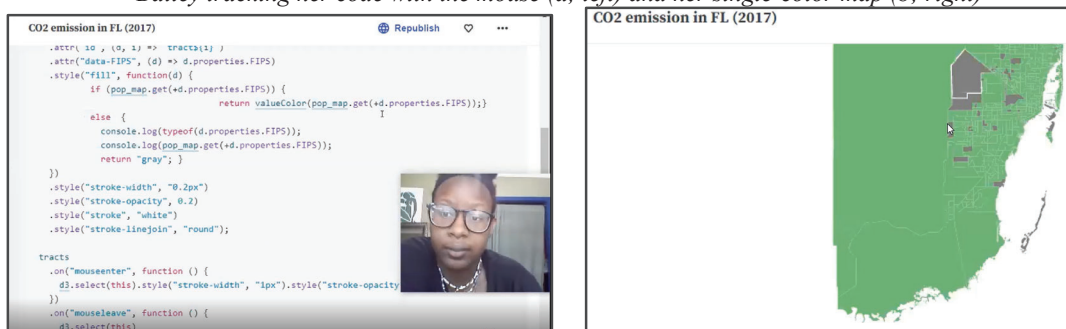 Bailey tracking her code with the mouse (a, left) and her single-color map (b, right)
CO2 emission in FL (2017)
Republish
.attr("id", (d, i) => `tract${i}`)
.attr("data-FIPS", (d) => d.properties.FIPS)
.style("fill", function(d) {
if (pop_map.get(+d.properties.FIPS)) {
return valueColor(pop_map.get(+d.properties.FIPS));}
else {
console.log(typeof(d.properties.FIPS));
console.log(pop_map.get(+d.properties.FIPS));
return "gray"; }
})
.style("stroke-width", "0.2px")
.style("stroke-opacity", 0.2)
.style("stroke", "white")
.style("stroke-linejoin", "round");
tracts
.on("mouseenter", function () {
d3.select(this).style("stroke-width", "1px").style("stroke-opacity
})
.on("mouseleave", function () {
d3.select(this)
CO2 emission in FL (2017)